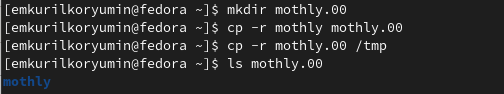 [emkurilkoryumin@fedora ~]$ mkdir mothly.00
[emkurilkoryumin@fedora ~]$ cp -r mothly mothly.00
[emkurilkoryumin@fedora ~]$ cp -r mothly.00 /tmp
[emkurilkoryumin@fedora ~]$ ls mothly.00
mothly